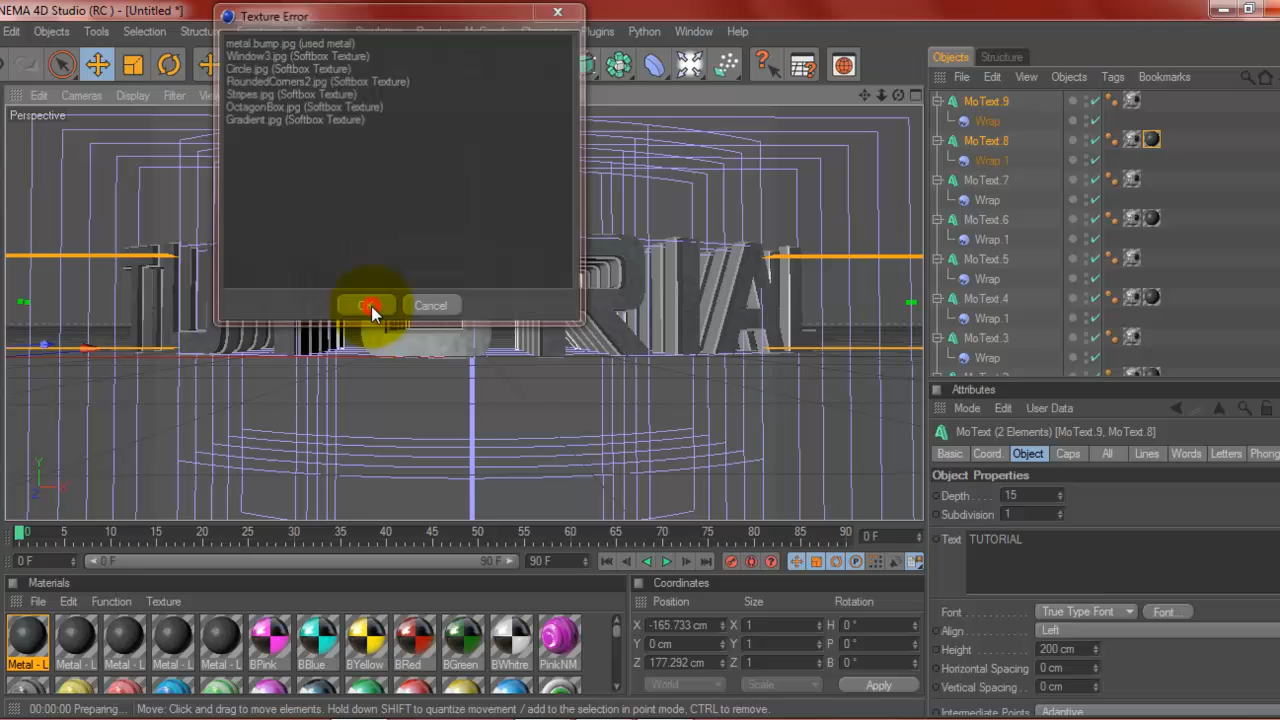 NEMA 4D Studio (RC ) - [Untitled *]
Objects Tools Selection Plugins Python Window Help
Texture Error
metal.bump.jpg (used metal)
Window3.jpg (Softbox Texture)
Circle.jpg (Softbox Texture)
RoundedCorners2.jpg (Softbox Texture)
Stripes.jpg (Softbox Texture)
OctagonBox.jpg (Softbox Texture)
Gradient.jpg (Softbox Texture)
Cancel
Edit Cameras Display Filter
Perspective
Objects Structure
File Edit View Objects Tags Bookmarks
MoText.9
Wrap
MoText.8
Wrap.1
MoText.7
Wrap
MoText.6
Wrap.1
MoText.5
Wrap
MoText.4
Wrap.1
MoText.3
Wrap
Attributes
Mode Edit User Data
MoText (2 Elements) [MoText.9, MoText.8]
Basic Coord. Object Caps All Lines Words Letters Phong
Object Properties
Depth . . . . 15
Subdivision 1
Text TUTORIAL
Font True Type Font Font...
Align Left
Height 200 cm
Horizontal Spacing 0 cm
Vertical Spacing 0 cm
Intermediate Points Adaptive
0 5 10 15 20 25 30 35 40 45 50 55 60 65 70 75 80 85 90 0 F
0 F 0 F 90 F 90 F
Materials
File Edit Function Texture
Metal - L Metal - L Metal - L Metal - L Metal - L BPink BBlue BYellow BRed BGreen BWhitre PinkNM
Coordinates
Position Size Rotation
X -165.733 cm X 1 H 0 °
Y 0 cm Y 1 P 0 °
Z 177.292 cm Z 1 B 0 °
World Scale Apply
00:00:00 Preparing... Move: Click and drag to move elements. Hold down SHIFT to quantize movement / add to the selection in point mode, CTRL to remove.